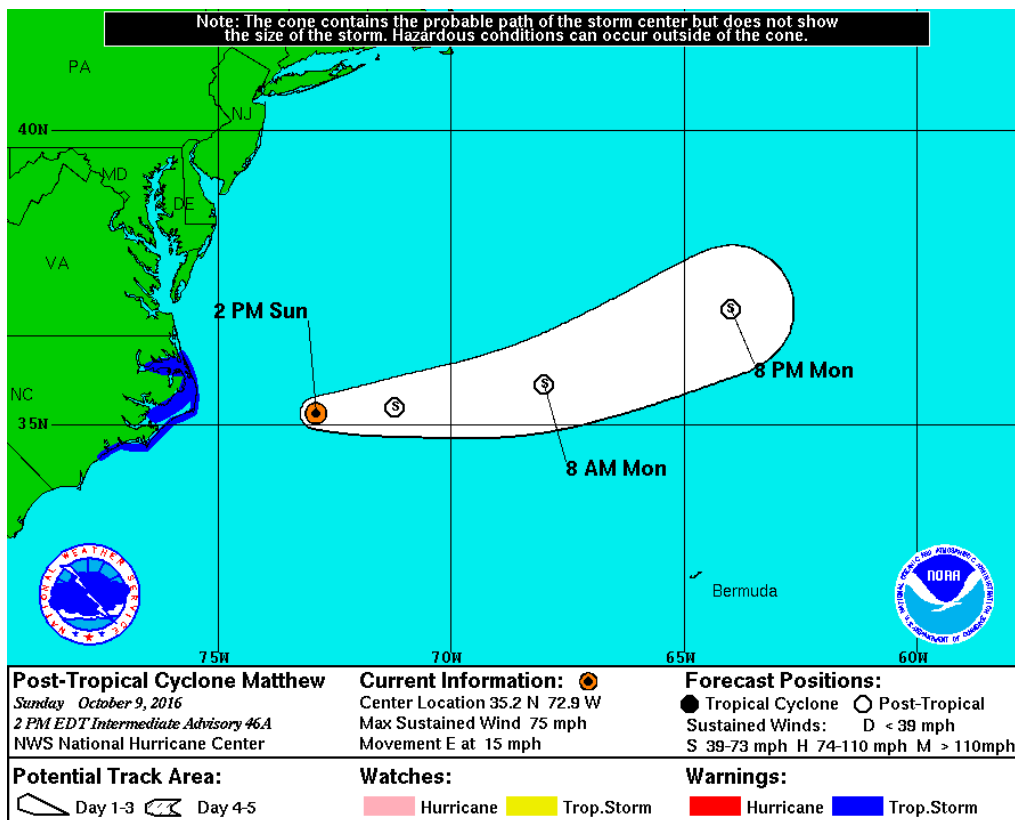 Note: The cone contains the probable path of the storm center but does not show
the size of the storm. Hazardous conditions can occur outside of the cone.
PA
NJ
40N
MD
DE
VA
2 PM Sun
8 PM Mon
NC
35N
S
S
S
8 AM Mon
NATIONAL WEATHER SERVICE
NOAA
Bermuda
75W 70W 65W 60W
Post-Tropical Cyclone Matthew
Sunday October 9, 2016
2 PM EDT Intermediate Advisory 46A
NWS National Hurricane Center
Current Information:
Center Location 35.2 N 72.9 W
Max Sustained Wind 75 mph
Movement E at 15 mph
Forecast Positions:
Tropical Cyclone Post-Tropical
Sustained Winds: D < 39 mph
S 39-73 mph H 74-110 mph M > 110mph
Potential Track Area:
Day 1-3 Day 4-5
Watches:
Hurricane Trop.Storm
Warnings:
Hurricane Trop.Storm